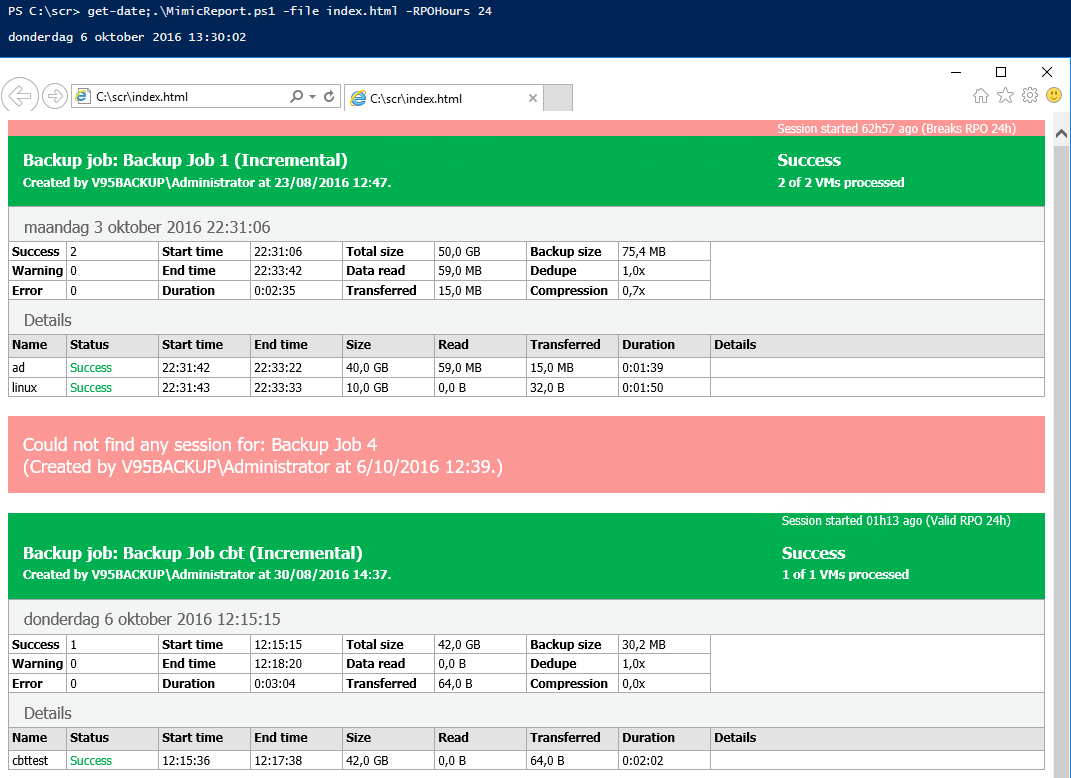 PS C:\scr> get-date;.\MimicReport.ps1 -file index.html -RPOHours 24
donderdag 6 oktober 2016 13:30:02
C:\scr\index.html
C:\scr\index.html
Session started 62h57 ago (Breaks RPO 24h)
Backup job: Backup Job 1 (Incremental) Success
Created by V95BACKUP\Administrator at 23/08/2016 12:47. 2 of 2 VMs processed
maandag 3 oktober 2016 22:31:06
Success 2 Start time 22:31:06 Total size 50,0 GB Backup size 75,4 MB
Warning 0 End time 22:33:42 Data read 59,0 MB Dedupe 1,0x
Error 0 Duration 0:02:35 Transferred 15,0 MB Compression 0,7x
Details
Name Status Start time End time Size Read Transferred Duration Details
ad Success 22:31:42 22:33:22 40,0 GB 59,0 MB 15,0 MB 0:01:39
linux Success 22:31:43 22:33:33 10,0 GB 0,0 B 32,0 B 0:01:50
Could not find any session for: Backup Job 4
(Created by V95BACKUP\Administrator at 6/10/2016 12:39.)
Session started 01h13 ago (Valid RPO 24h)
Backup job: Backup Job cbt (Incremental) Success
Created by V95BACKUP\Administrator at 30/08/2016 14:37. 1 of 1 VMs processed
donderdag 6 oktober 2016 12:15:15
Success 1 Start time 12:15:15 Total size 42,0 GB Backup size 30,2 MB
Warning 0 End time 12:18:20 Data read 0,0 B Dedupe 1,0x
Error 0 Duration 0:03:04 Transferred 64,0 B Compression 0,0x
Details
Name Status Start time End time Size Read Transferred Duration Details
cbttest Success 12:15:36 12:17:38 42,0 GB 0,0 B 64,0 B 0:02:02